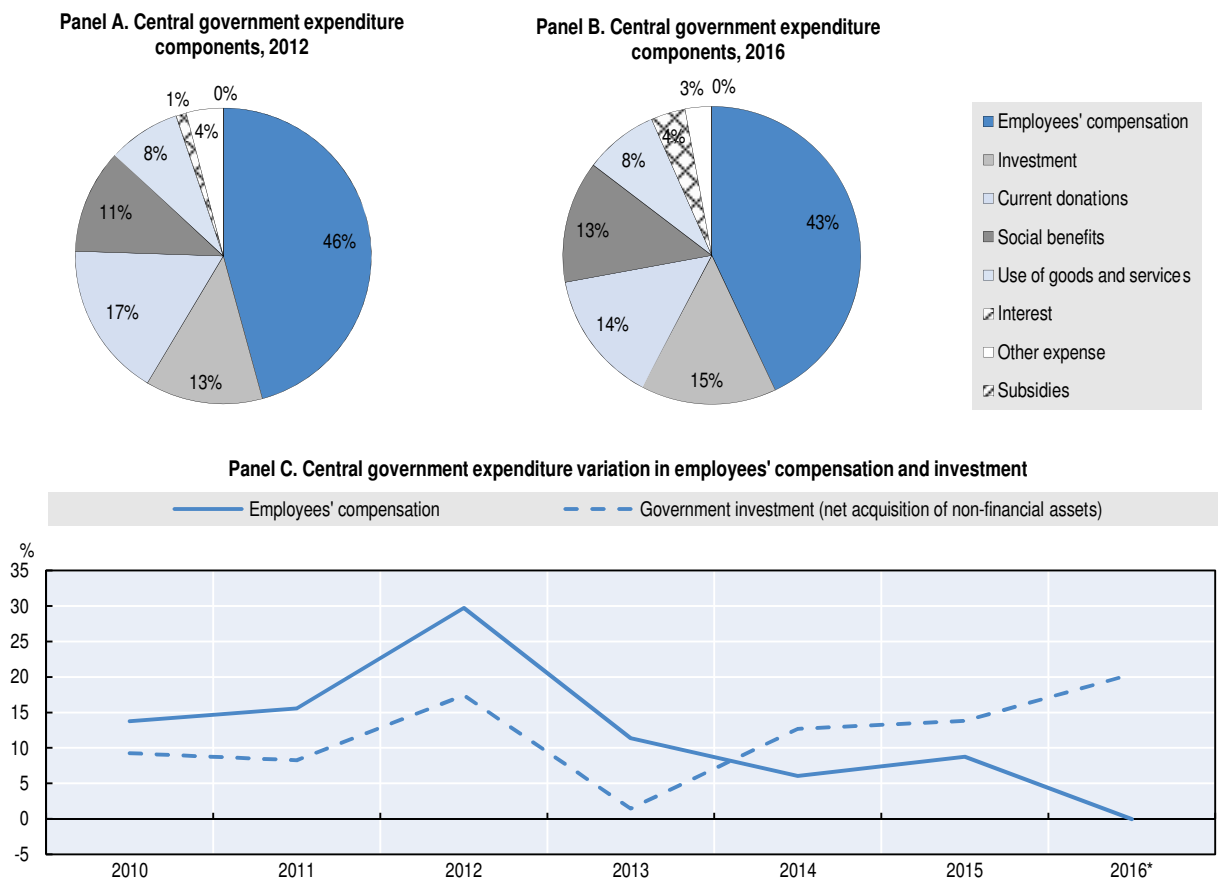 Panel A. Central government expenditure
components, 2012
Panel B. Central government expenditure
components, 2016
1%
0%
4%
8%
11%
46%
17%
13%
3%
0%
4%
8%
13%
43%
14%
15%
Employees' compensation
Investment
Current donations
Social benefits
Use of goods and services
Interest
Other expense
Subsidies
Panel C. Central government expenditure variation in employees' compensation and investment
Employees' compensation
Government investment (net acquisition of non-financial assets)
%
35
30
25
20
15
10
5
0
-5
2010
2011
2012
2013
2014
2015
2016*